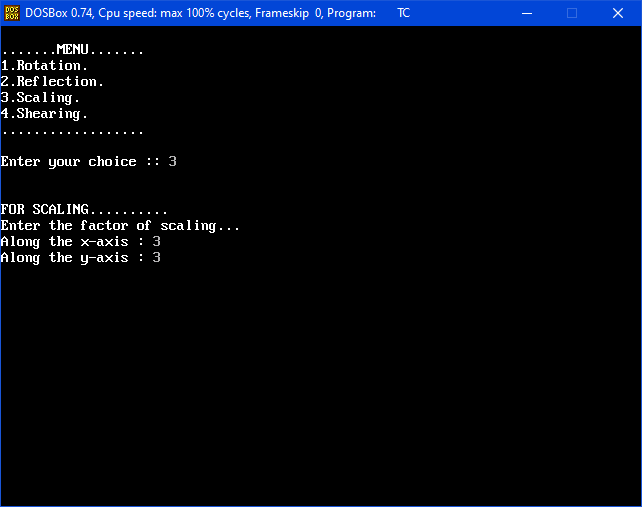 DOS
BOX
DOSBox 0.74, Cpu speed: max 100% cycles, Frameskip 0, Program: TC
.......MENU.......
1.Rotation.
2.Reflection.
3.Scaling.
4.Shearing.
..................
Enter your choice :: 3
FOR SCALING..........
Enter the factor of scaling...
Along the x-axis : 3
Along the y-axis : 3